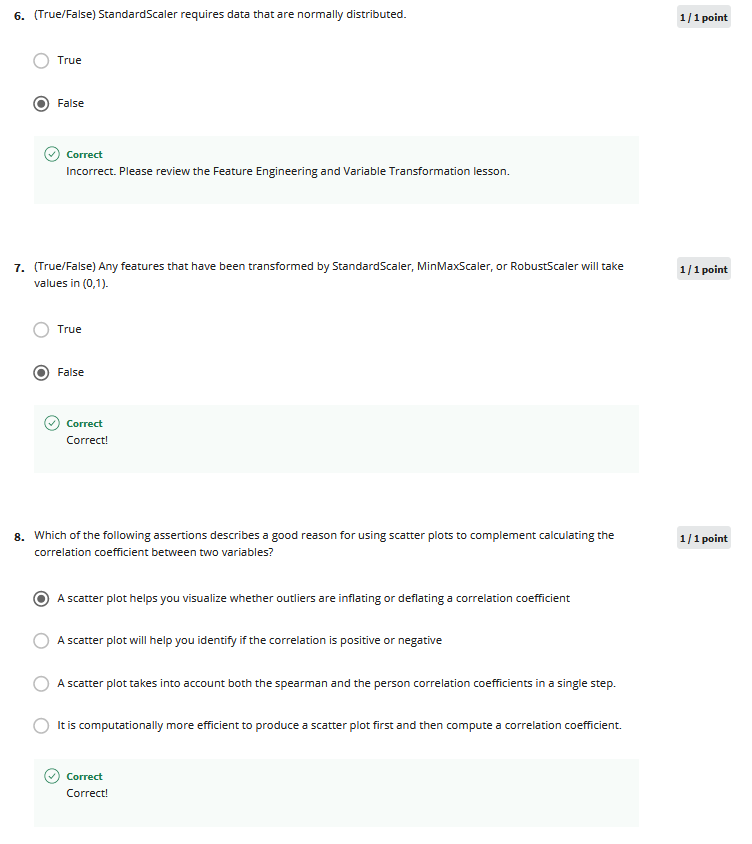 6. (True/False) StandardScaler requires data that are normally distributed.
1 / 1 point
True
False
Correct
Incorrect. Please review the Feature Engineering and Variable Transformation lesson.
7. (True/False) Any features that have been transformed by StandardScaler, MinMaxScaler, or RobustScaler will take
values in (0,1).
1 / 1 point
True
False
Correct
Correct!
8. Which of the following assertions describes a good reason for using scatter plots to complement calculating the
correlation coefficient between two variables?
1 / 1 point
A scatter plot helps you visualize whether outliers are inflating or deflating a correlation coefficient
A scatter plot will help you identify if the correlation is positive or negative
A scatter plot takes into account both the spearman and the person correlation coefficients in a single step.
It is computationally more efficient to produce a scatter plot first and then compute a correlation coefficient.
Correct
Correct!